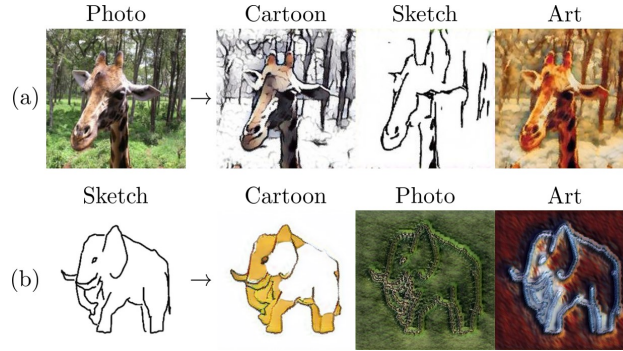 Photo Cartoon Sketch Art
(a) →
Sketch Cartoon Photo Art
(b) →